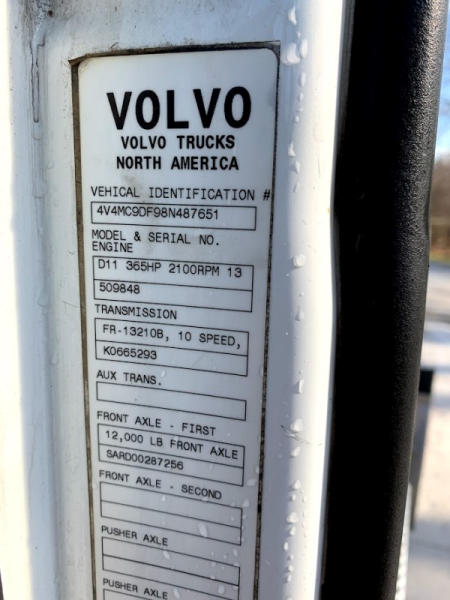 VOLVO
VOLVO TRUCKS
NORTH AMERICA
VEHICAL IDENTIFICATION #
4V4MC9DF98N487651
MODEL & SERIAL NO.
ENGINE
D11 365HP 2100RPM 13
509848
TRANSMISSION
FR-13210B, 10 SPEED,
K0665293
AUX TRANS.
FRONT AXLE - FIRST
12,000 LB FRONT AXLE
SARD00287256
FRONT AXLE - SECOND
PUSHER AXLE
PUSHER AXLE